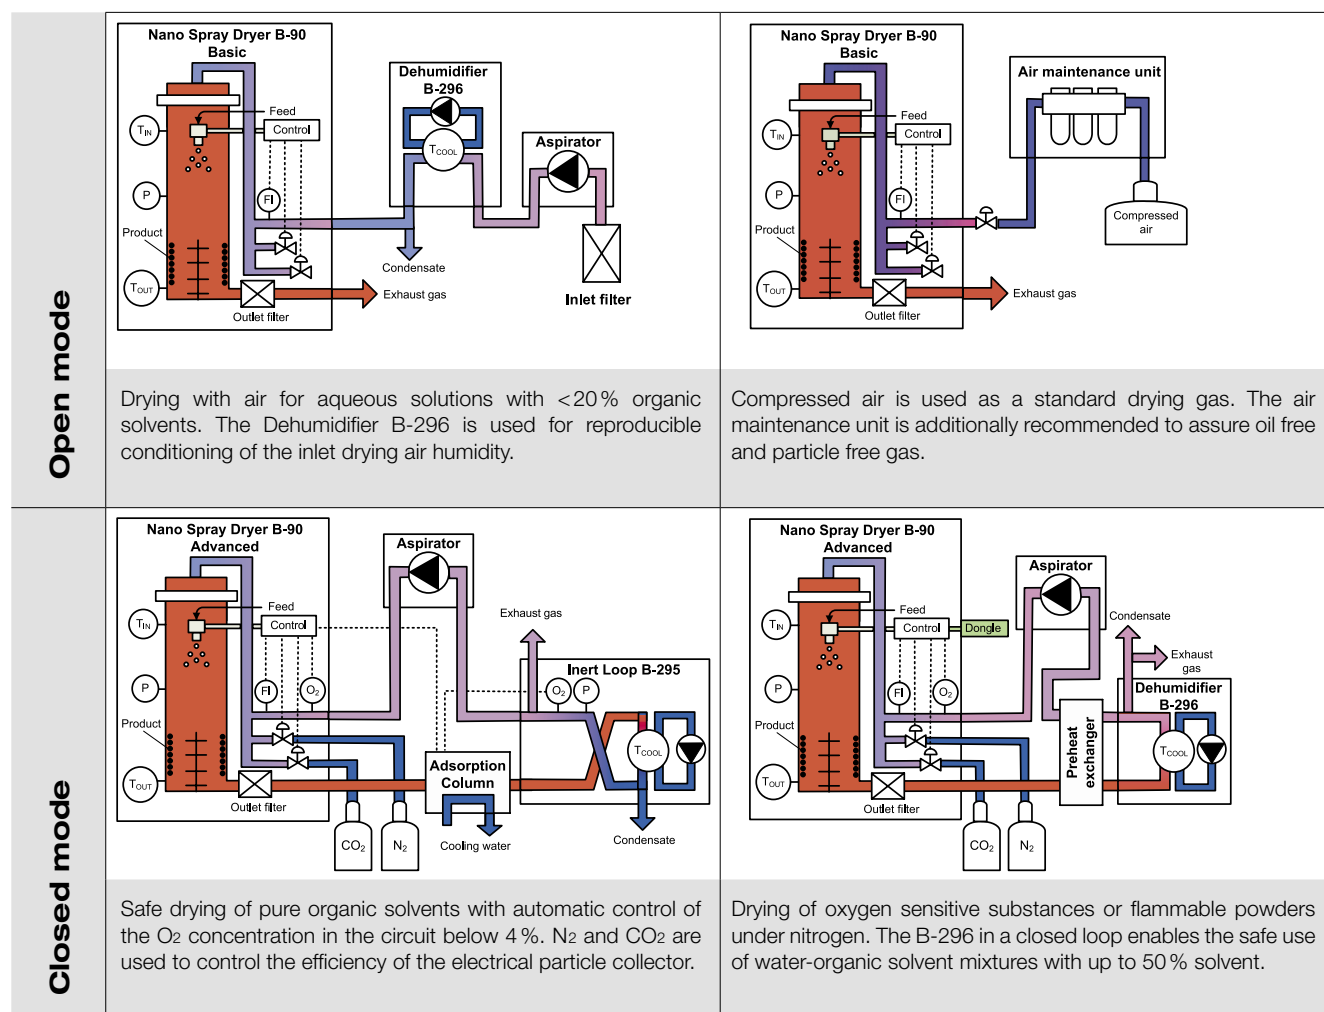 Open mode
Nano Spray Dryer B-90
Basic
Dehumidifier
B-296
Feed
Control
TIN
TCOOL
Aspirator
P
FI
Product
Condensate
TOUT
Exhaust gas
Outlet filter
Inlet filter
Drying with air for aqueous solutions with <20% organic
solvents. The Dehumidifier B-296 is used for reproducible
conditioning of the inlet drying air humidity.
Nano Spray Dryer B-90
Basic
Air maintenance unit
Feed
Control
TIN
P
FI
Compressed
air
Product
TOUT
Exhaust gas
Outlet filter
Compressed air is used as a standard drying gas. The air
maintenance unit is additionally recommended to assure oil free
and particle free gas.
Closed mode
Nano Spray Dryer B-90
Advanced
Aspirator
Feed
Control
TIN
Exhaust gas
Inert Loop B-295
P
FI
O2
O2
P
Product
TCOOL
TOUT
Adsorption
Column
Outlet filter
CO2
N2
Cooling water
Condensate
Safe drying of pure organic solvents with automatic control of
the O2 concentration in the circuit below 4%. N2 and CO2 are
used to control the efficiency of the electrical particle collector.
Nano Spray Dryer B-90
Advanced
Aspirator
Feed
Control
Dongle
TIN
Condensate
Exhaust
gas
P
FI
O2
Dehumidifier
B-296
Product
Preheat
exchanger
TCOOL
TOUT
Outlet filter
CO2
N2
Drying of oxygen sensitive substances or flammable powders
under nitrogen. The B-296 in a closed loop enables the safe use
of water-organic solvent mixtures with up to 50% solvent.